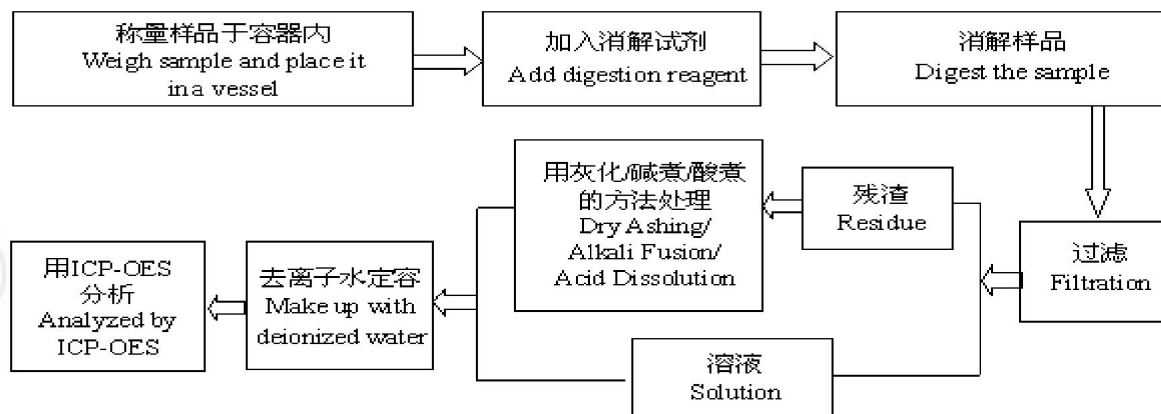 称量样品于容器内
Weigh sample and place it
in a vessel
加入消解试剂
Add digestion reagent
消解样品
Digest the sample
过滤
Filtration
残渣
Residue
用灰化/碱煮/酸煮
的方法处理
Dry Ashing/
Alkali Fusion/
Acid Dissolution
溶液
Solution
去离子水定容
Make up with
deionized water
用ICP-OES
分析
Analyzed by
ICP-OES